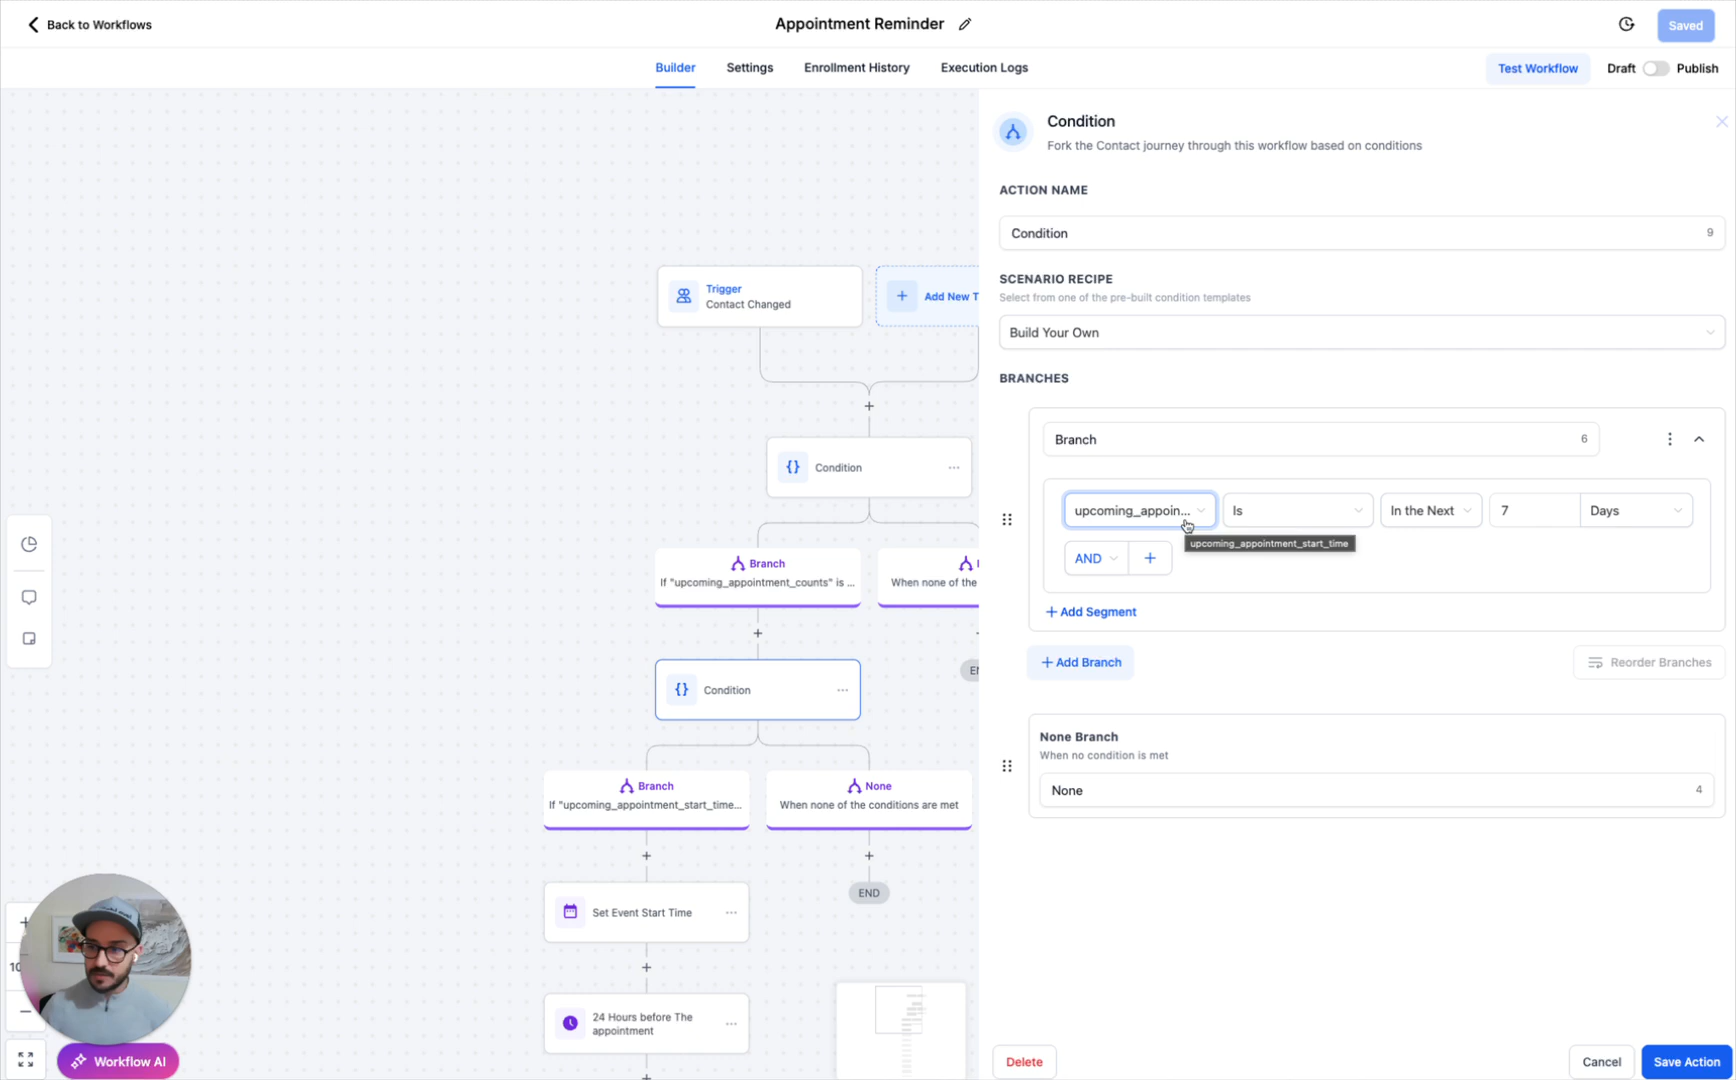 Back to Workflows
Appointment Reminder
Saved
Builder
Settings
Enrollment History
Execution Logs
Test Workflow
Draft
Publish
Trigger
Contact Changed
Add New T
Condition
Branch
If "upcoming_appointment_counts" is ...
When none of the
Condition
Branch
If "upcoming_appointment_start_time...
None
When none of the conditions are met
Set Event Start Time
END
24 Hours before The
appointment
Workflow AI
Condition
Fork the Contact journey through this workflow based on conditions
ACTION NAME
Condition
9
SCENARIO RECIPE
Select from one of the pre-built condition templates
Build Your Own
BRANCHES
Branch
6
upcoming_appoin...
Is
In the Next
7
Days
upcoming_appointment_start_time
AND
Add Segment
Add Branch
Reorder Branches
None Branch
When no condition is met
None
4
Delete
Cancel
Save Action